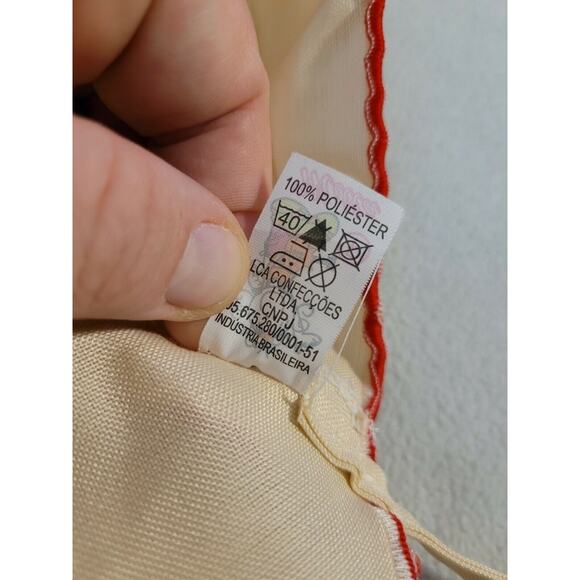 100% POLIÉSTER
40
LCA CONFECÇÕES
LTDA
CNPJ
05.675.280/0001-51
INDÚSTRIA BRASILEIRA